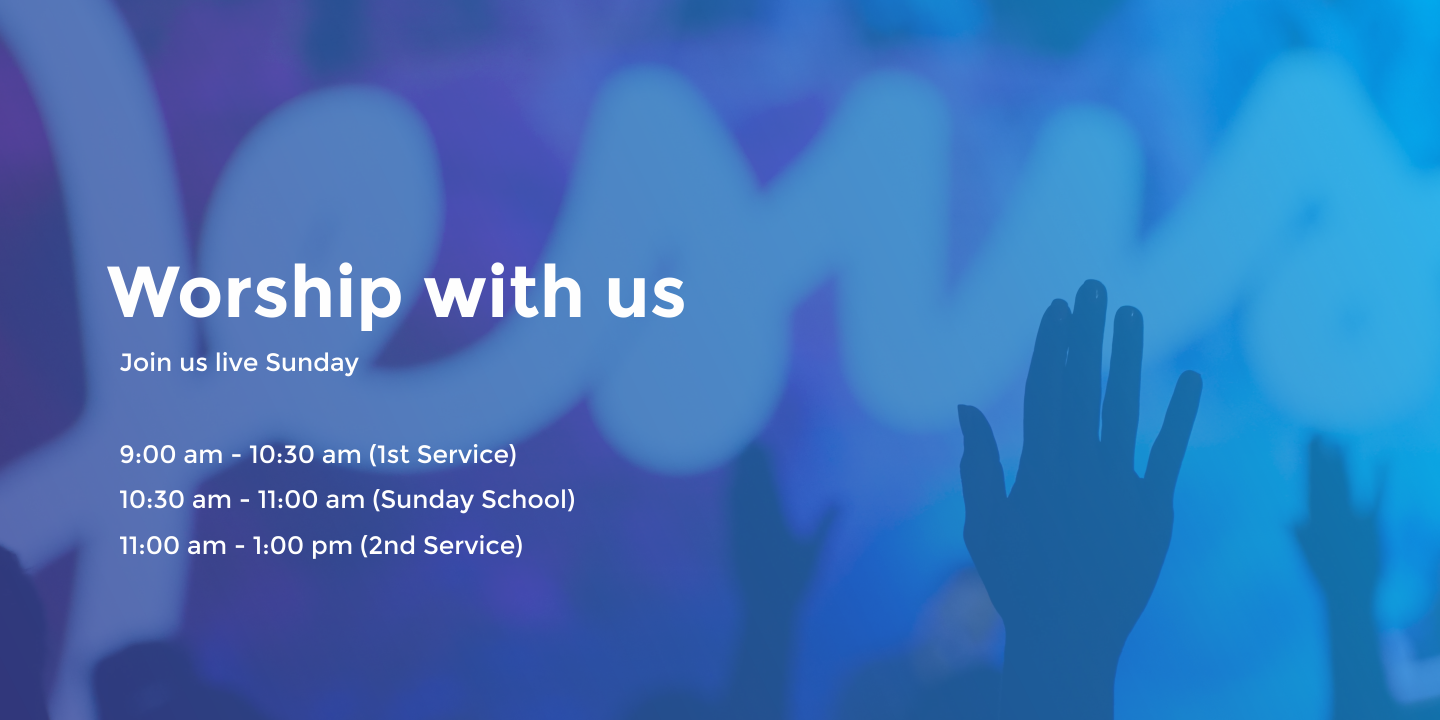 Jesus
Worship with us
Join us live Sunday
9:00 am - 10:30 am (1st Service)
10:30 am - 11:00 am (Sunday School)
11:00 am - 1:00 pm (2nd Service)